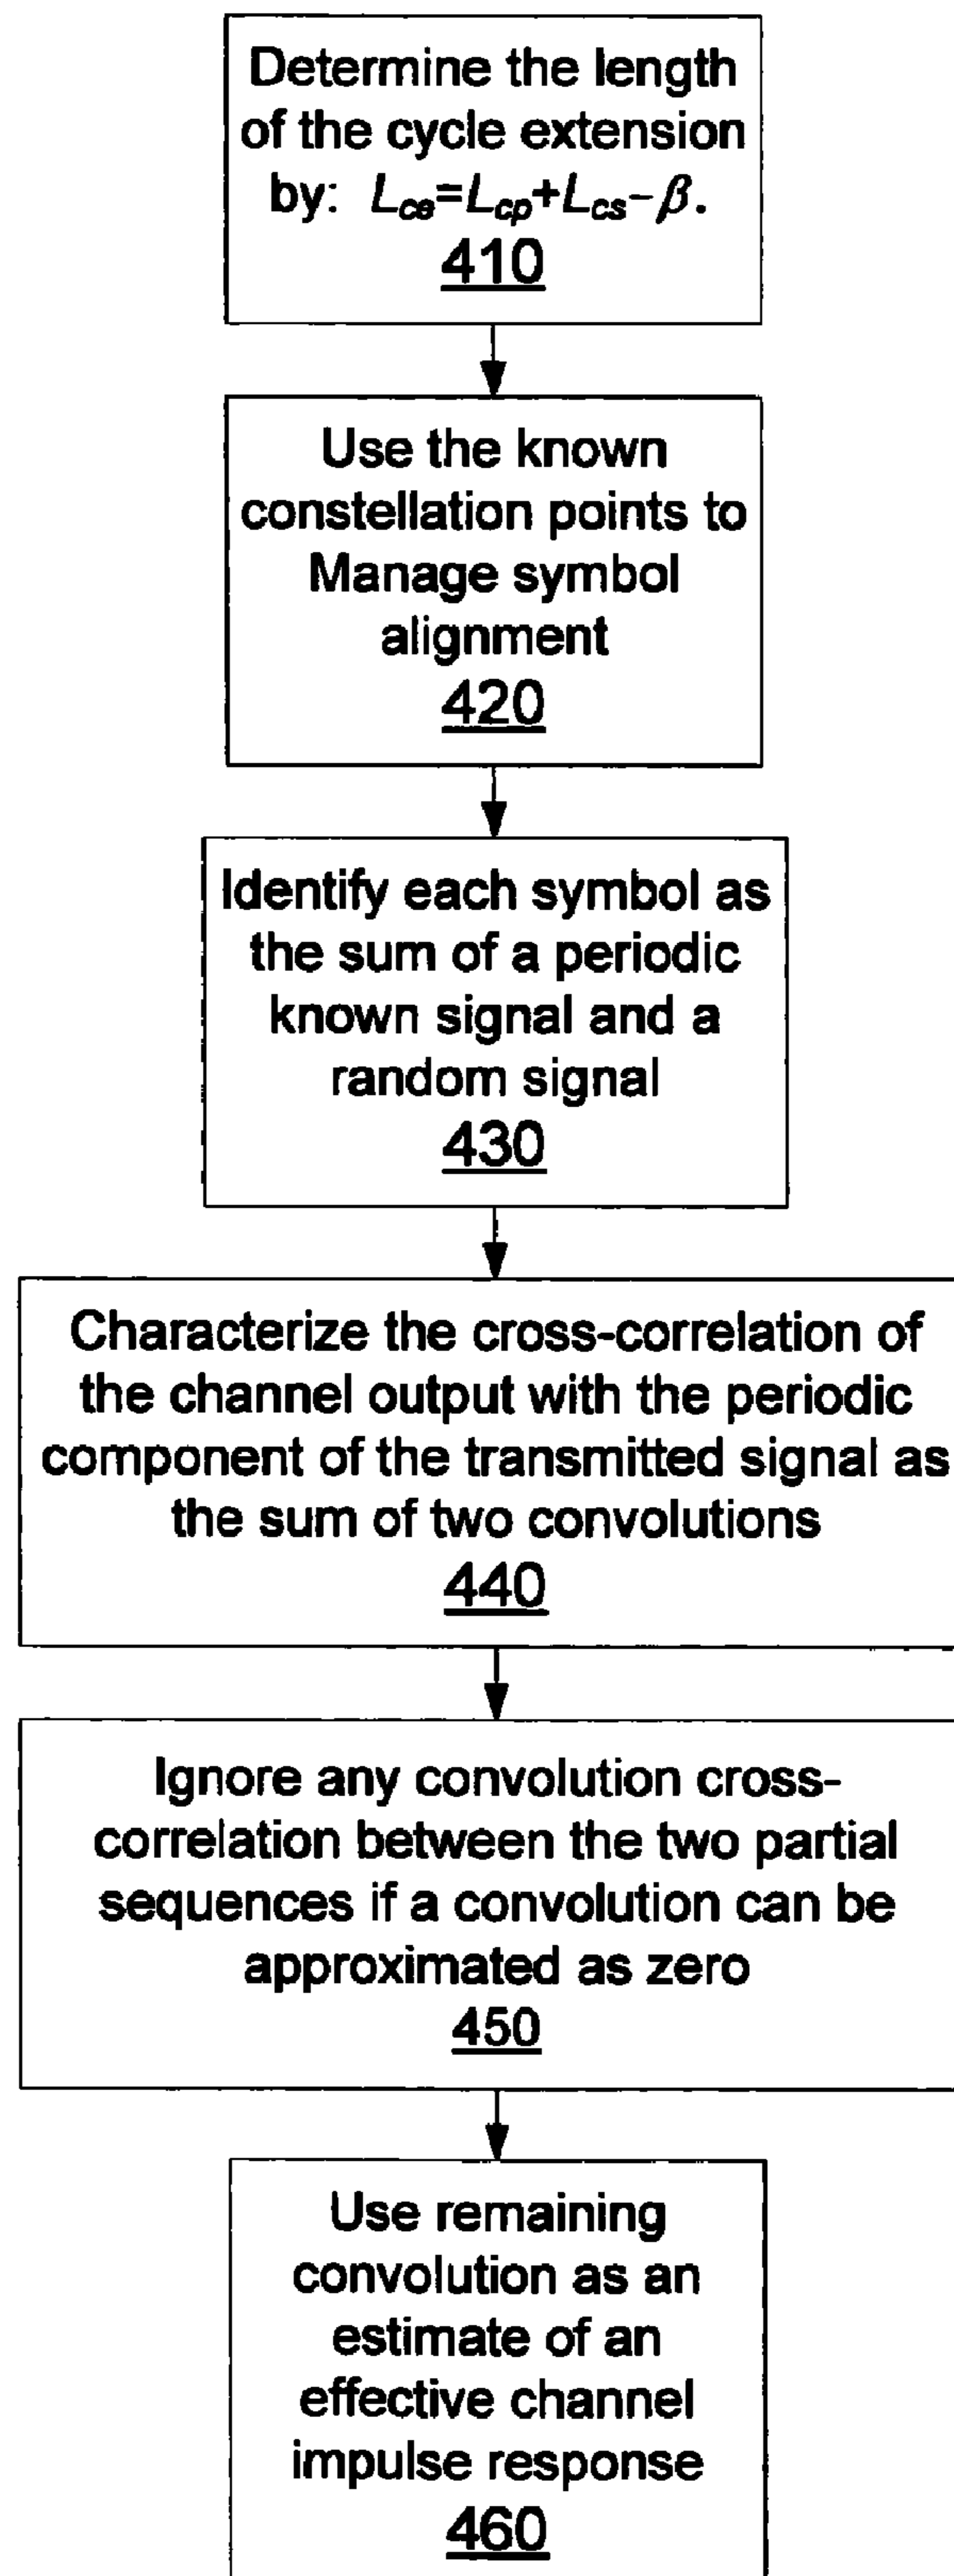 Determine the length
of the cycle extension
by: Lce=Lcp+Lcs-β.
410
Use the known
constellation points to
Manage symbol
alignment
420
Identify each symbol as
the sum of a periodic
known signal and a
random signal
430
Characterize the cross-correlation of
the channel output with the periodic
component of the transmitted signal as
the sum of two convolutions
440
Ignore any convolution cross-
correlation between the two partial
sequences if a convolution can be
approximated as zero
450
Use remaining
convolution as an
estimate of an
effective channel
impulse response
460